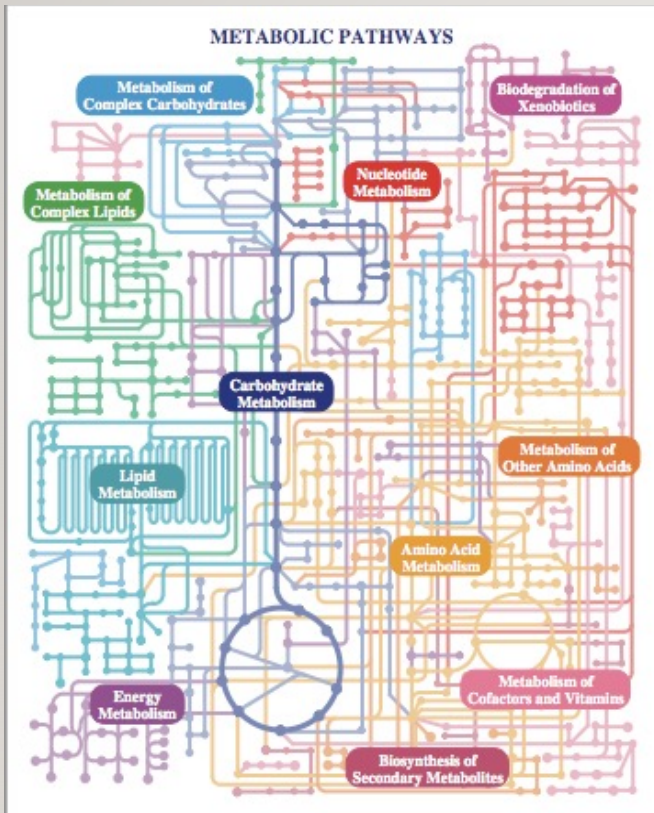 METABOLIC PATHWAYS
Metabolism of
Complex Carbohydrates
Biodegradation of
Xenobiotics
Nucleotide
Metabolism
Metabolism of
Complex Lipids
Carbohydrate
Metabolism
Metabolism of
Other Amino Acids
Lipid
Metabolism
Amino Acid
Metabolism
Metabolism of
Cofactors and Vitamins
Energy
Metabolism
Biosynthesis of
Secondary Metabolites